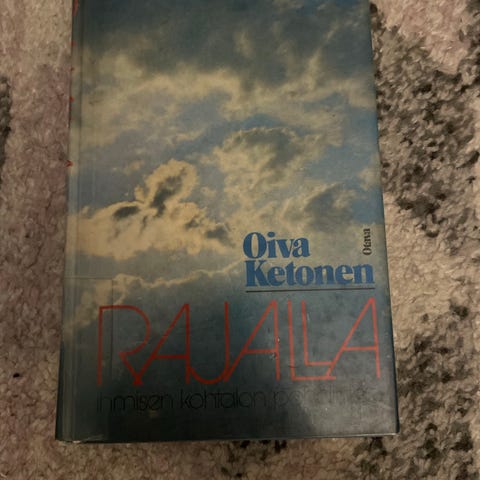 Oiva
Ketonen
Otava
RAJALLA
ihmisen kohtalon